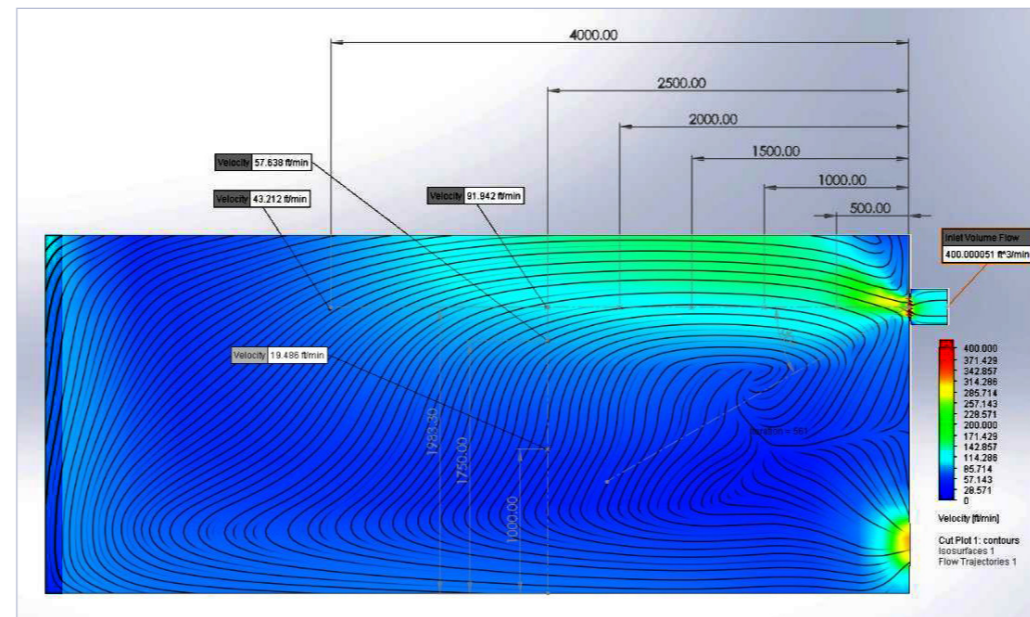 4000.00
2500.00
2000.00
1500.00
1000.00
500.00
Velocity 57.638 ft/min
Velocity 43.212 ft/min
Velocity 91.942 ft/min
Inlet Volume Flow
400.000051 ft^3/min
Velocity 19.486 ft/min
1983.30
1750.00
1000.00
= 561
400.000
371.429
342.857
314.286
285.714
257.143
228.571
200.000
171.429
142.857
114.286
85.714
57.143
28.571
0
Velocity [ft/min]
Cut Plot 1: contours
Isosurfaces 1
Flow Trajectories 1